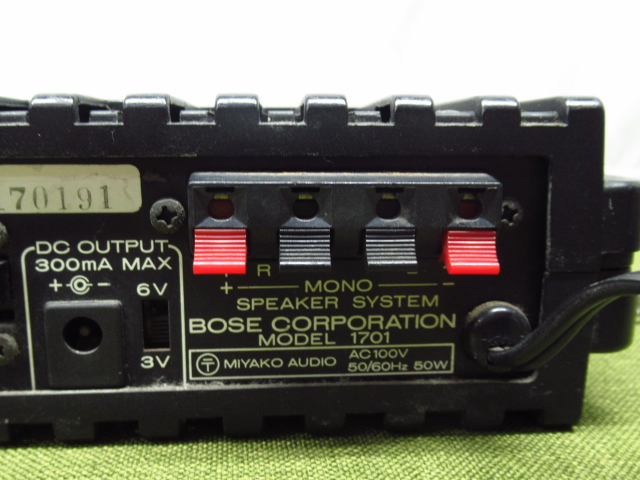 170191
DC OUTPUT
300mA MAX
+ -
6V
3V
R
+ MONO -
SPEAKER SYSTEM
BOSE CORPORATION
MODEL 1701
MIYAKO AUDIO
AC100V
50/60Hz 50W